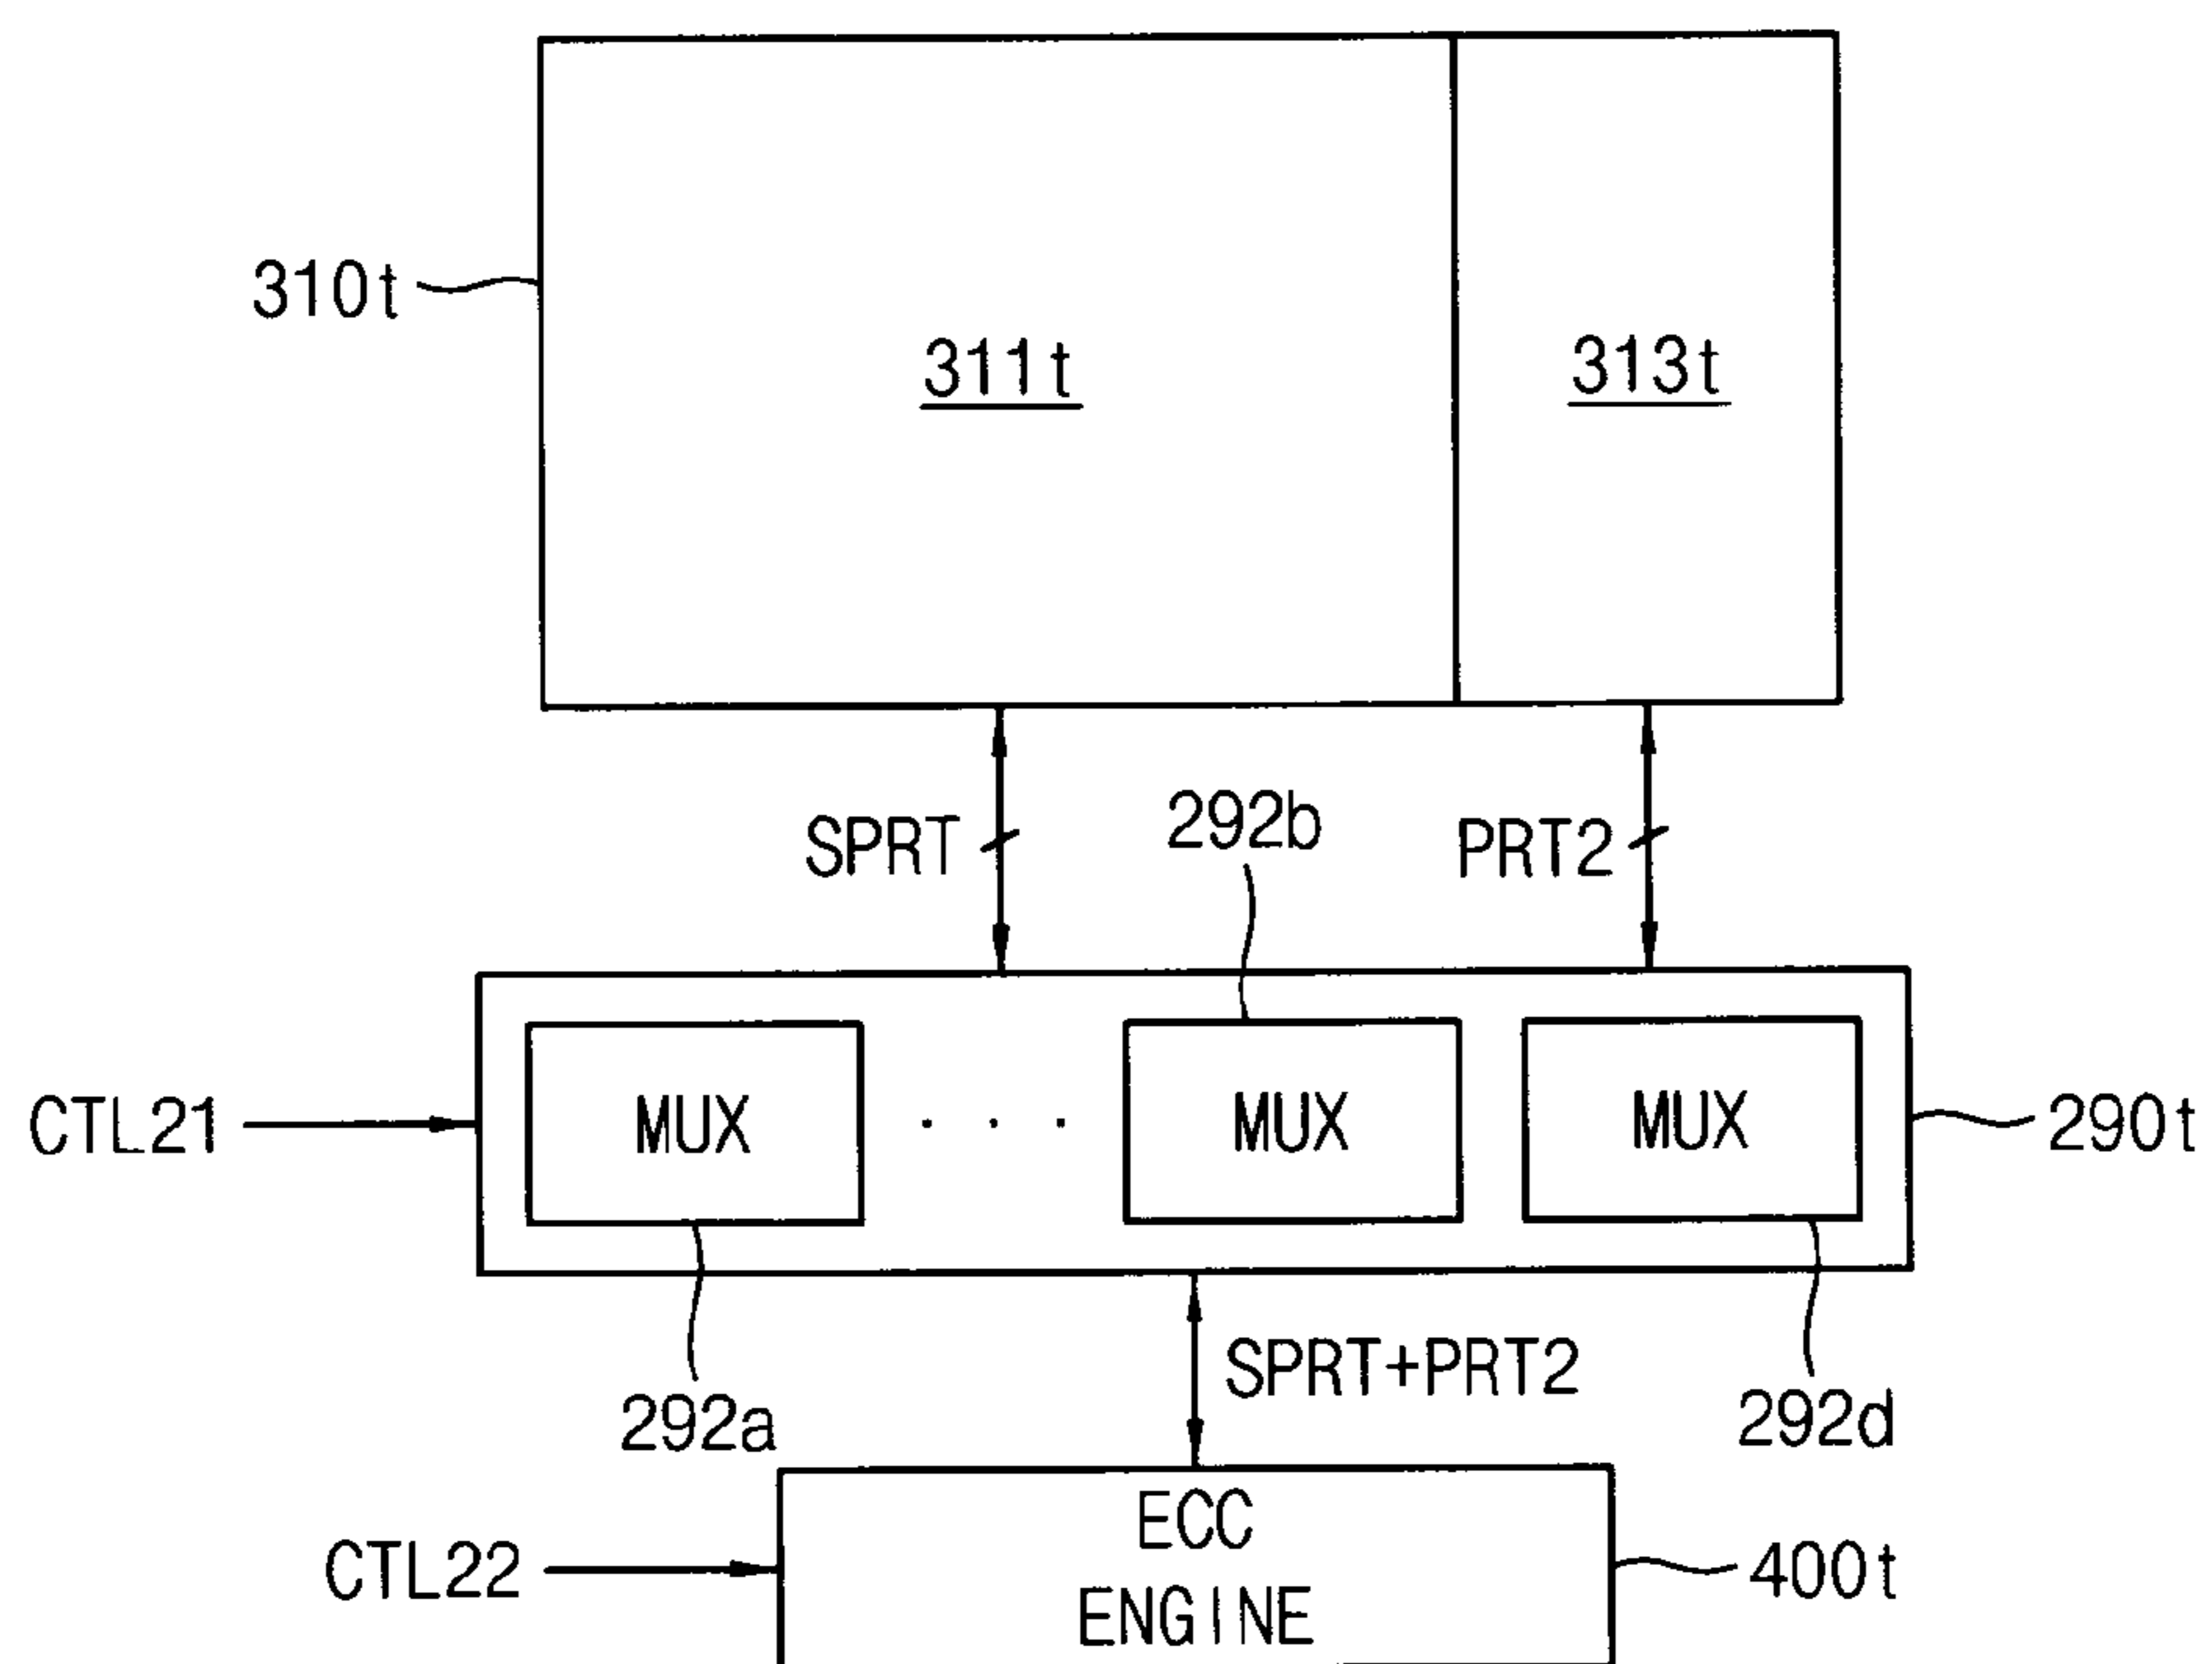 310t
311t
313t
SPRT
292b
PRT2
CTL21
MUX
. . .
MUX
MUX
290t
292a
SPRT+PRT2
292d
CTL22
ECC
ENGINE
400t